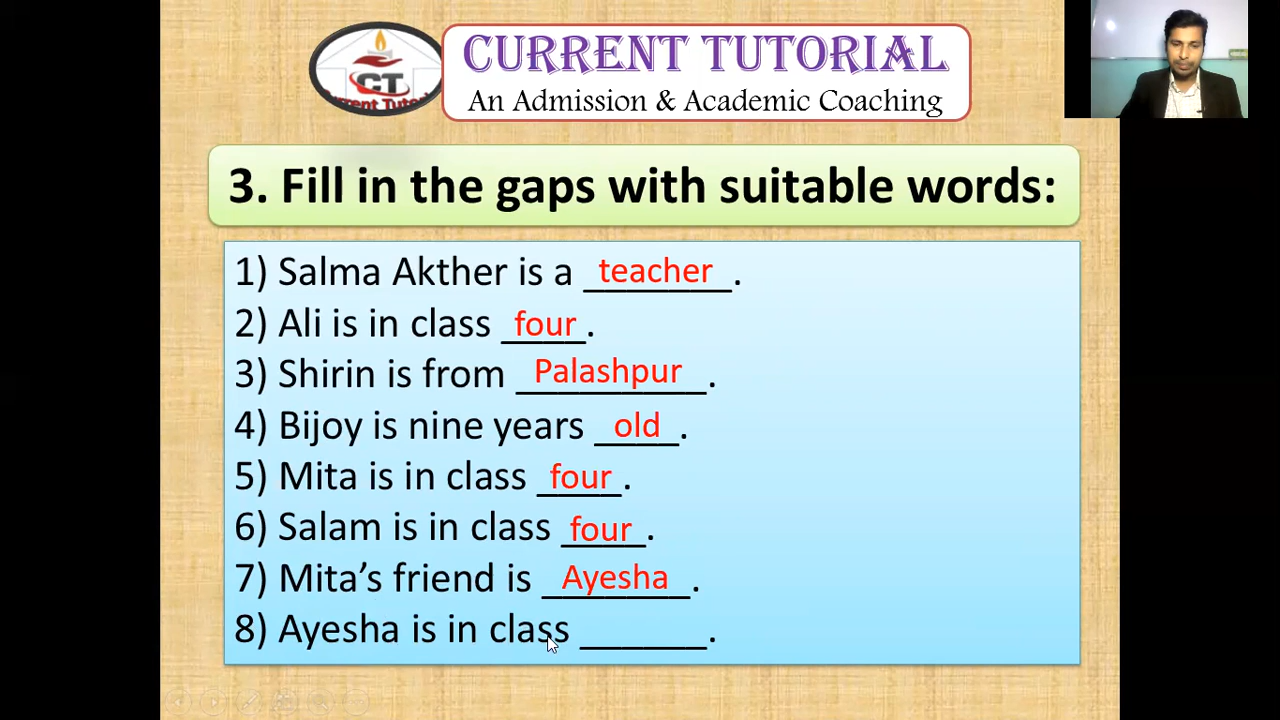 CT
Current Tutorial
CURRENT TUTORIAL
An Admission & Academic Coaching
3. Fill in the gaps with suitable words:
1) Salma Akther is a teacher.
2) Ali is in class four.
3) Shirin is from Palashpur.
4) Bijoy is nine years old.
5) Mita is in class four.
6) Salam is in class four.
7) Mita’s friend is Ayesha.
8) Ayesha is in class ______.